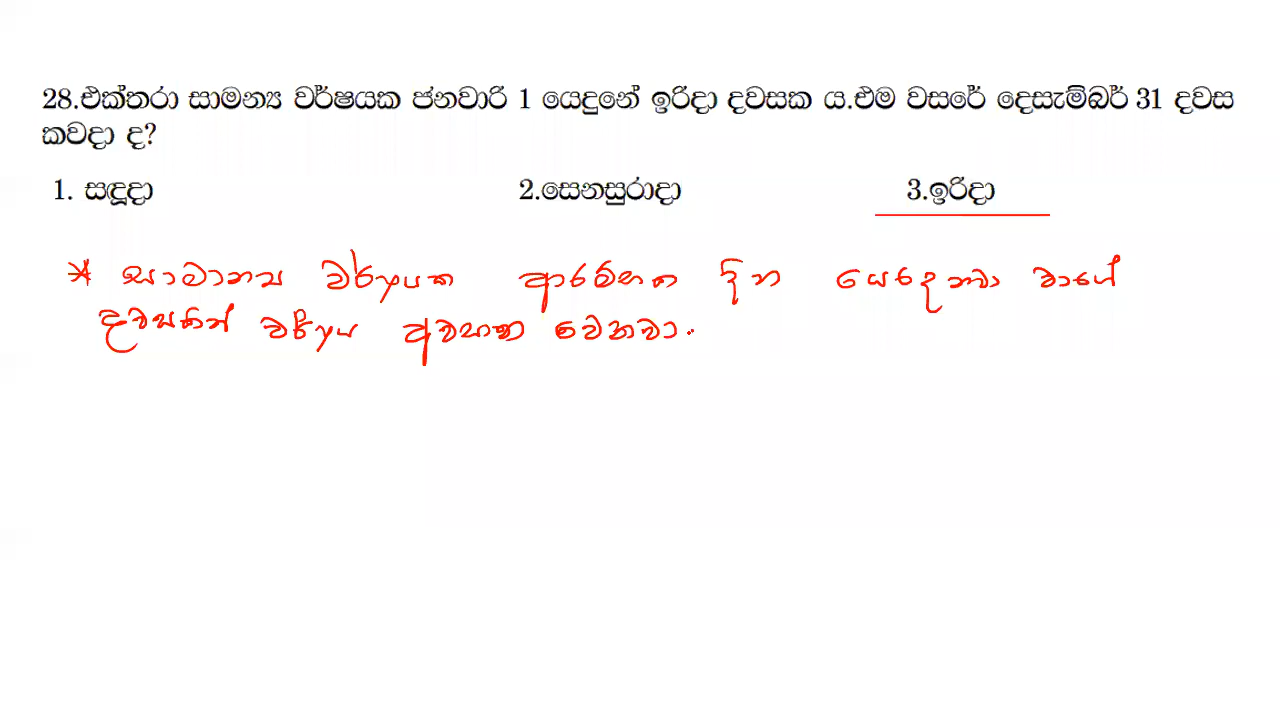 28.එක්තරා සාමන්‍ය වර්ෂයක ජනවාරි 1 යෙදුනේ ඉරිදා දවසක ය.එම වසරේ දෙසැම්බර් 31 දවස
කවදා ද?
1. සඳූදා 2.සෙනසුරාදා 3.ඉරිදා
* සාමාන්‍ය වර්ෂයක ආරම්භක දින යෙදෙනවා වාගේ
දවසකින් වර්ෂය අවසාන වෙනවා.